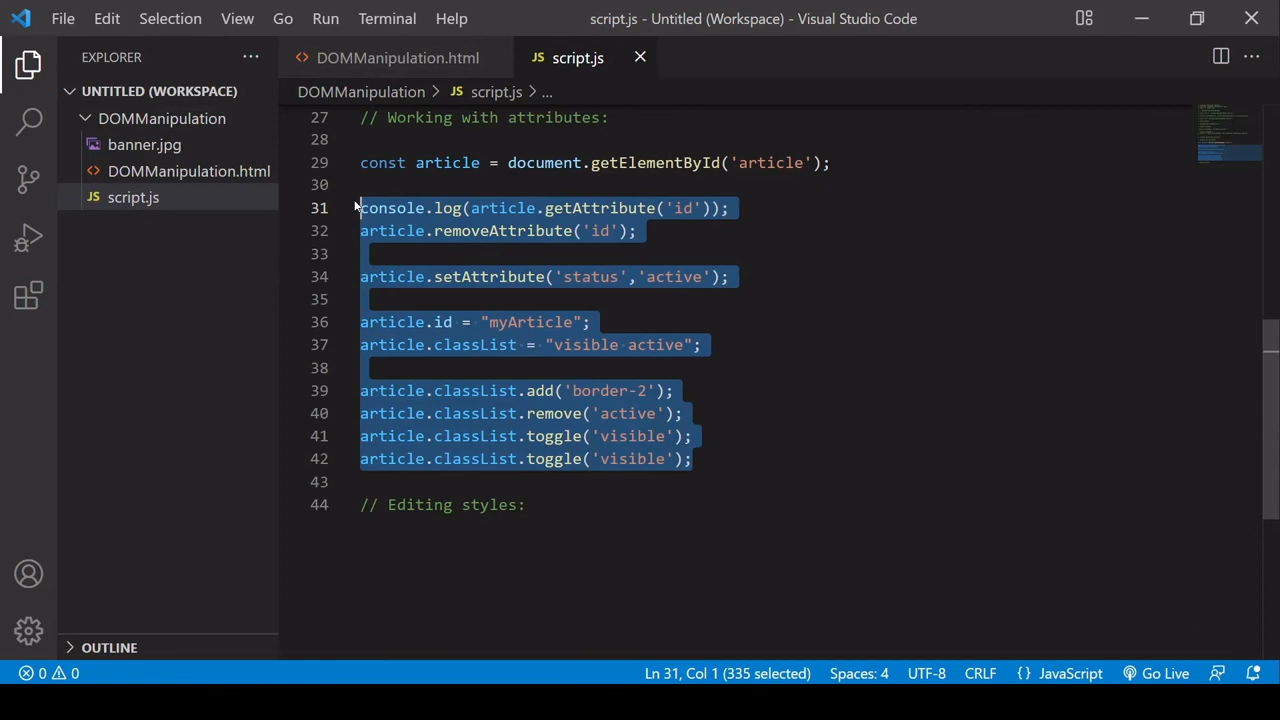 File Edit Selection View Go Run Terminal Help script.js - Untitled (Workspace) - Visual Studio Code
EXPLORER
UNTITLED (WORKSPACE)
DOMManipulation
banner.jpg
DOMManipulation.html
JS script.js
OUTLINE
DOMManipulation.html JS script.js
DOMManipulation > JS script.js > ...
27 // Working with attributes:
28
29 const article = document.getElementById('article');
30
31 console.log(article.getAttribute('id'));
32 article.removeAttribute('id');
33
34 article.setAttribute('status','active');
35
36 article.id = "myArticle";
37 article.classList = "visible active";
38
39 article.classList.add('border-2');
40 article.classList.remove('active');
41 article.classList.toggle('visible');
42 article.classList.toggle('visible');
43
44 // Editing styles:
0 0 Ln 31, Col 1 (335 selected) Spaces: 4 UTF-8 CRLF {} JavaScript Go Live